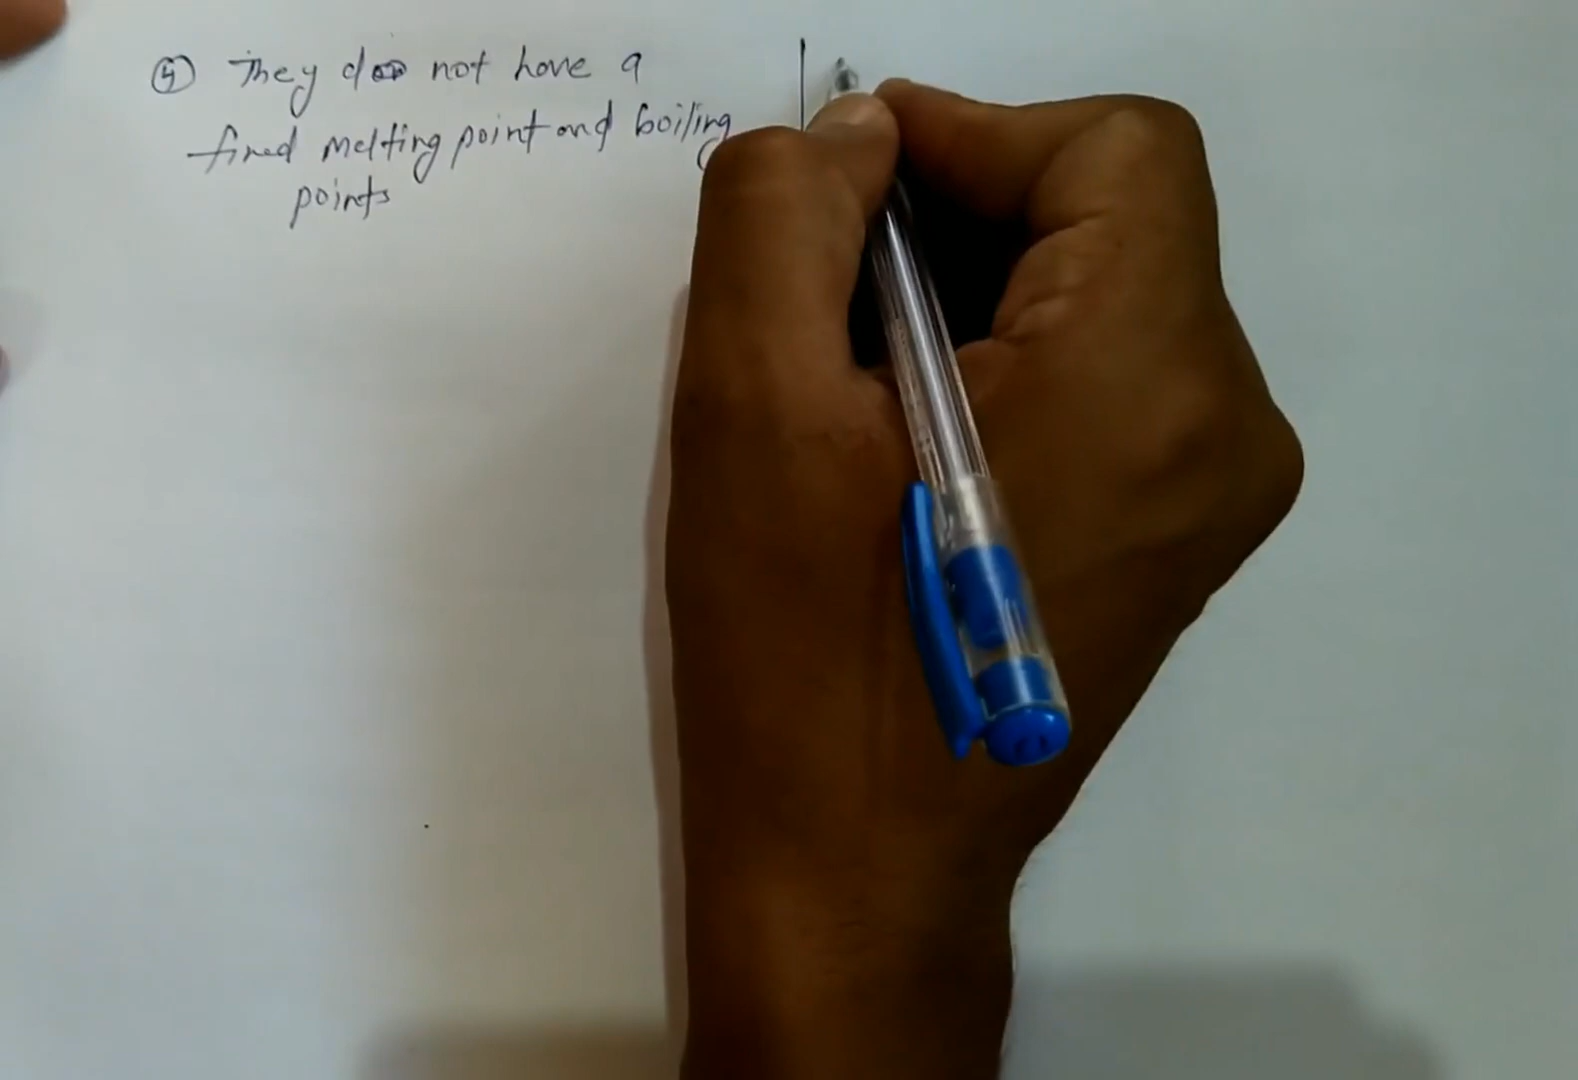 ④ They do not have a
fixed melting point and boiling
points